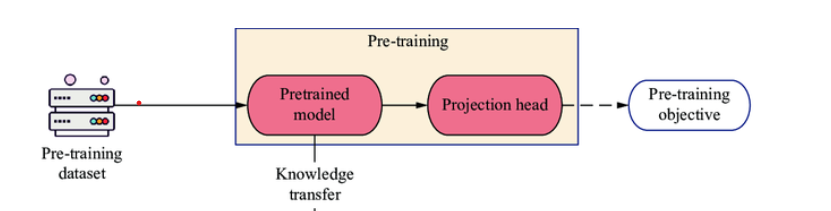 Pre-training
Pretrained
model
Projection head
Pre-training
objective
Pre-training
dataset
Knowledge
transfer